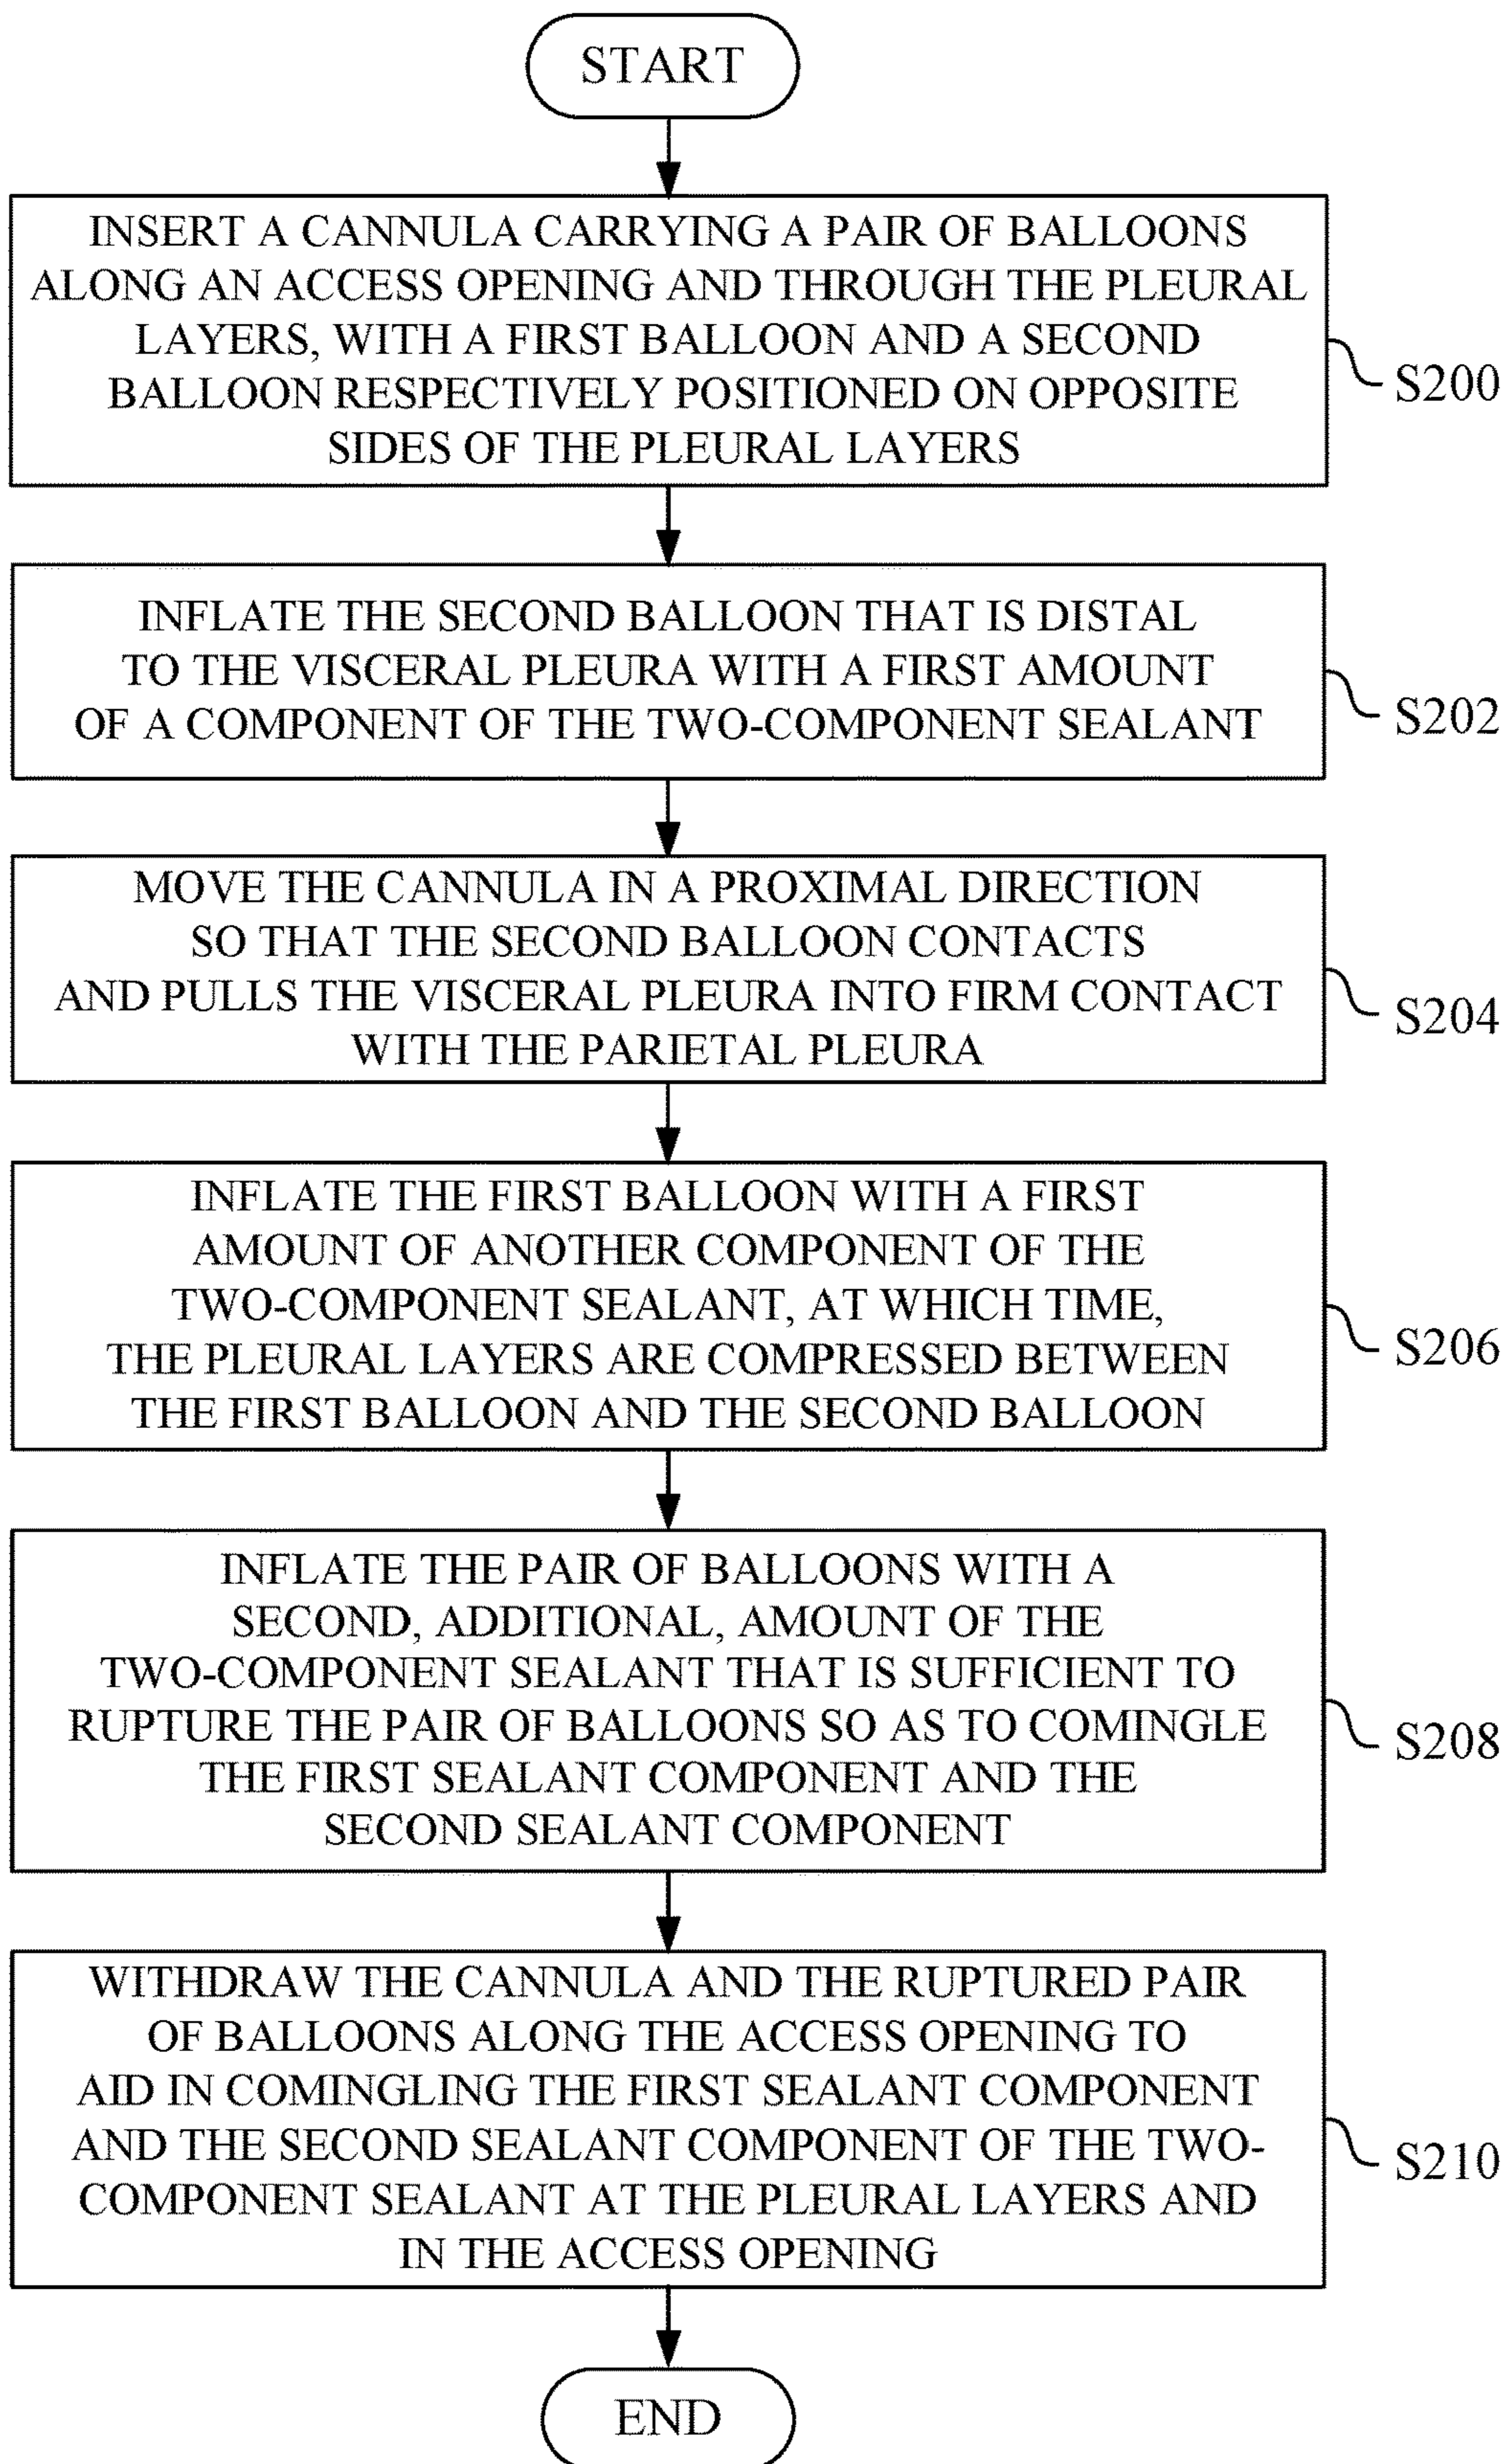 START
INSERT A CANNULA CARRYING A PAIR OF BALLOONS
ALONG AN ACCESS OPENING AND THROUGH THE PLEURAL
LAYERS, WITH A FIRST BALLOON AND A SECOND
BALLOON RESPECTIVELY POSITIONED ON OPPOSITE
SIDES OF THE PLEURAL LAYERS
S200
INFLATE THE SECOND BALLOON THAT IS DISTAL
TO THE VISCERAL PLEURA WITH A FIRST AMOUNT
OF A COMPONENT OF THE TWO-COMPONENT SEALANT
S202
MOVE THE CANNULA IN A PROXIMAL DIRECTION
SO THAT THE SECOND BALLOON CONTACTS
AND PULLS THE VISCERAL PLEURA INTO FIRM CONTACT
WITH THE PARIETAL PLEURA
S204
INFLATE THE FIRST BALLOON WITH A FIRST
AMOUNT OF ANOTHER COMPONENT OF THE
TWO-COMPONENT SEALANT, AT WHICH TIME,
THE PLEURAL LAYERS ARE COMPRESSED BETWEEN
THE FIRST BALLOON AND THE SECOND BALLOON
S206
INFLATE THE PAIR OF BALLOONS WITH A
SECOND, ADDITIONAL, AMOUNT OF THE
TWO-COMPONENT SEALANT THAT IS SUFFICIENT TO
RUPTURE THE PAIR OF BALLOONS SO AS TO COMINGLE
THE FIRST SEALANT COMPONENT AND THE
SECOND SEALANT COMPONENT
S208
WITHDRAW THE CANNULA AND THE RUPTURED PAIR
OF BALLOONS ALONG THE ACCESS OPENING TO
AID IN COMINGLING THE FIRST SEALANT COMPONENT
AND THE SECOND SEALANT COMPONENT OF THE TWO-
COMPONENT SEALANT AT THE PLEURAL LAYERS AND
IN THE ACCESS OPENING
S210
END